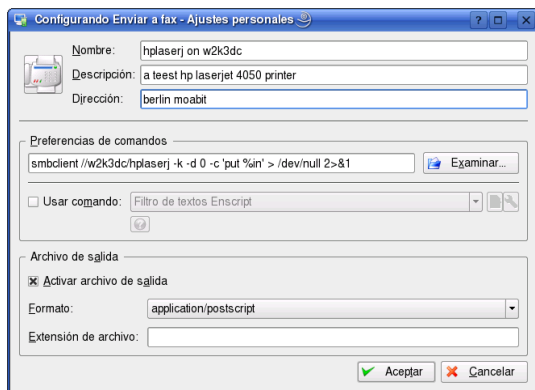 Configurando Enviar a fax - Ajustes personales
Nombre: hplaserj on w2k3dc
Descripción: a teest hp laserjet 4050 printer
Dirección: berlin moabit
Preferencias de comandos
smbclient //w2k3dc/hplaserj -k -d 0 -c 'put %in' > /dev/null 2>&1 Examinar...
Usar comando: Filtro de textos Enscript
Archivo de salida
Activar archivo de salida
Formato: application/postscript
Extensión de archivo:
Aceptar Cancelar